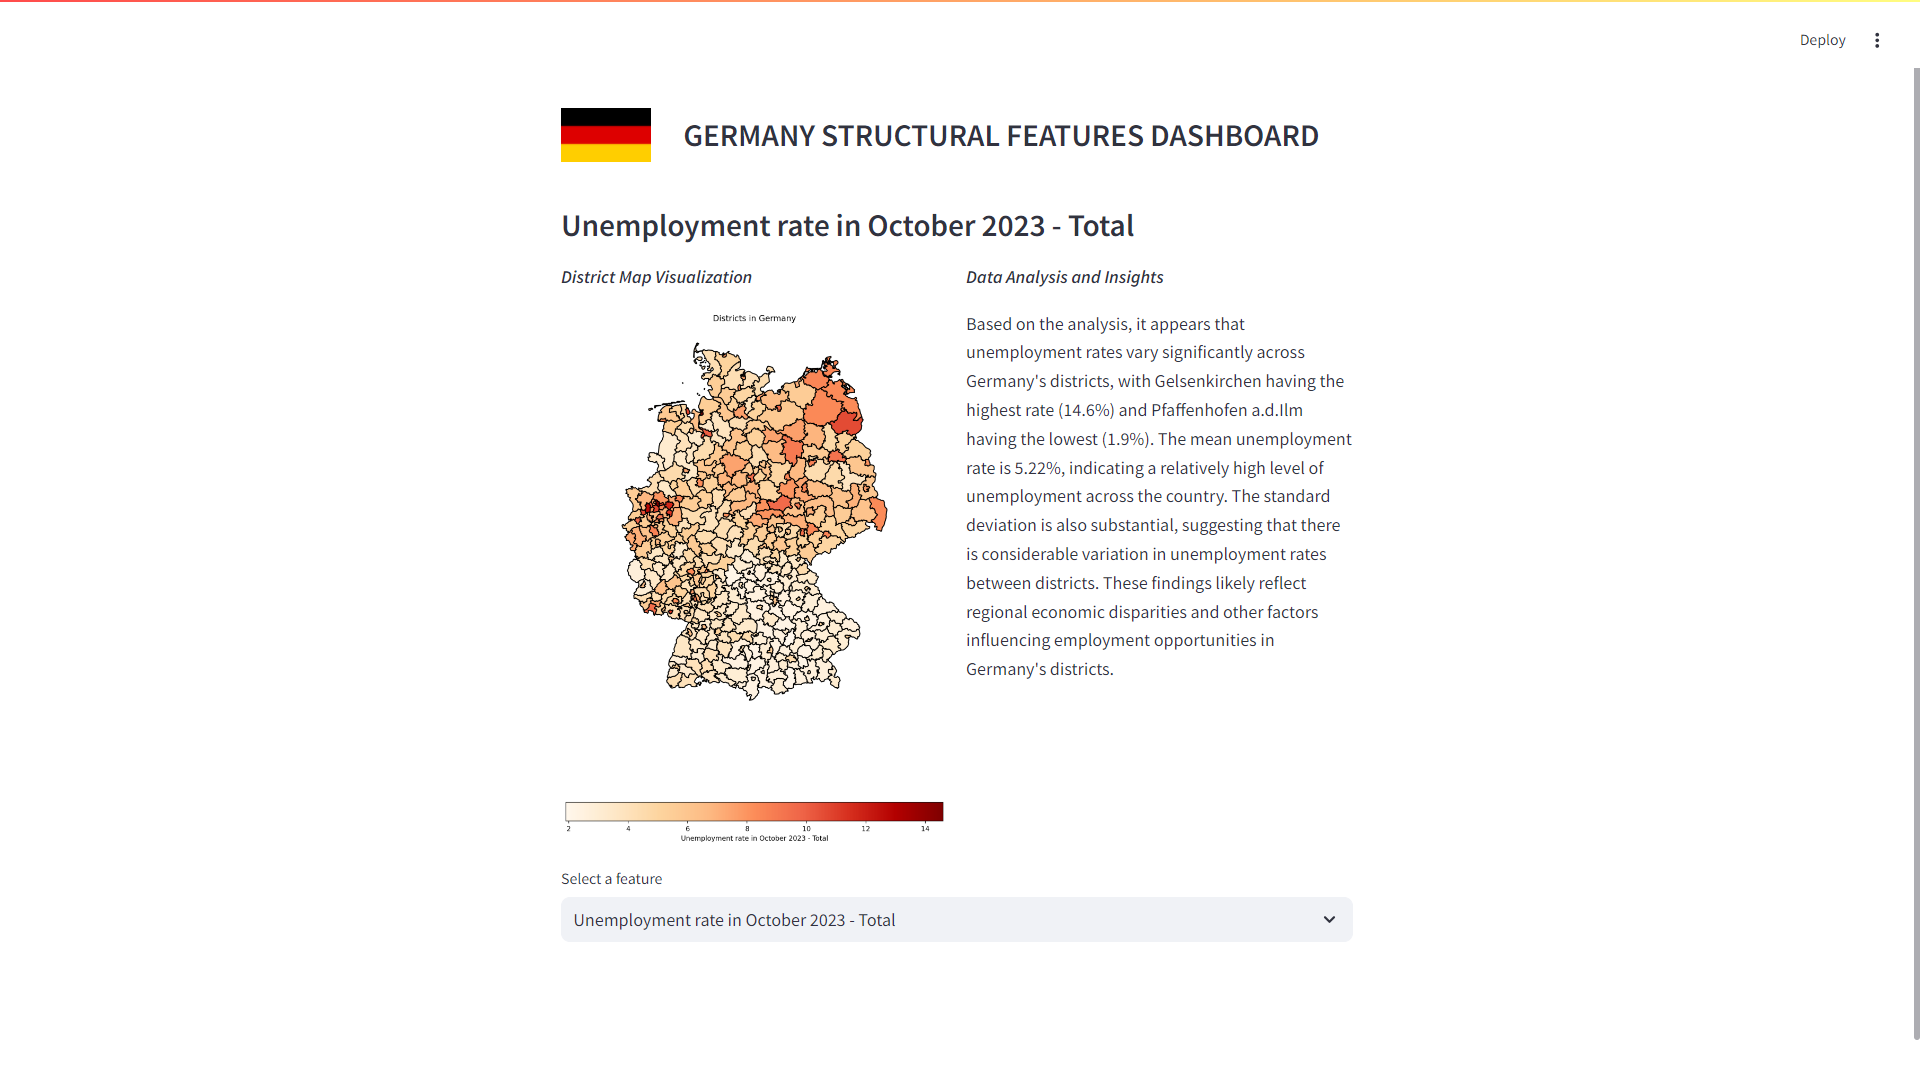 Deploy
GERMANY STRUCTURAL FEATURES DASHBOARD
Unemployment rate in October 2023 - Total
District Map Visualization
Districts in Germany
2 4 6 8 10 12 14
Unemployment rate in October 2023 - Total
Data Analysis and Insights
Based on the analysis, it appears that
unemployment rates vary significantly across
Germany's districts, with Gelsenkirchen having the
highest rate (14.6%) and Pfaffenhofen a.d.Ilm
having the lowest (1.9%). The mean unemployment
rate is 5.22%, indicating a relatively high level of
unemployment across the country. The standard
deviation is also substantial, suggesting that there
is considerable variation in unemployment rates
between districts. These findings likely reflect
regional economic disparities and other factors
influencing employment opportunities in
Germany's districts.
Select a feature
Unemployment rate in October 2023 - Total